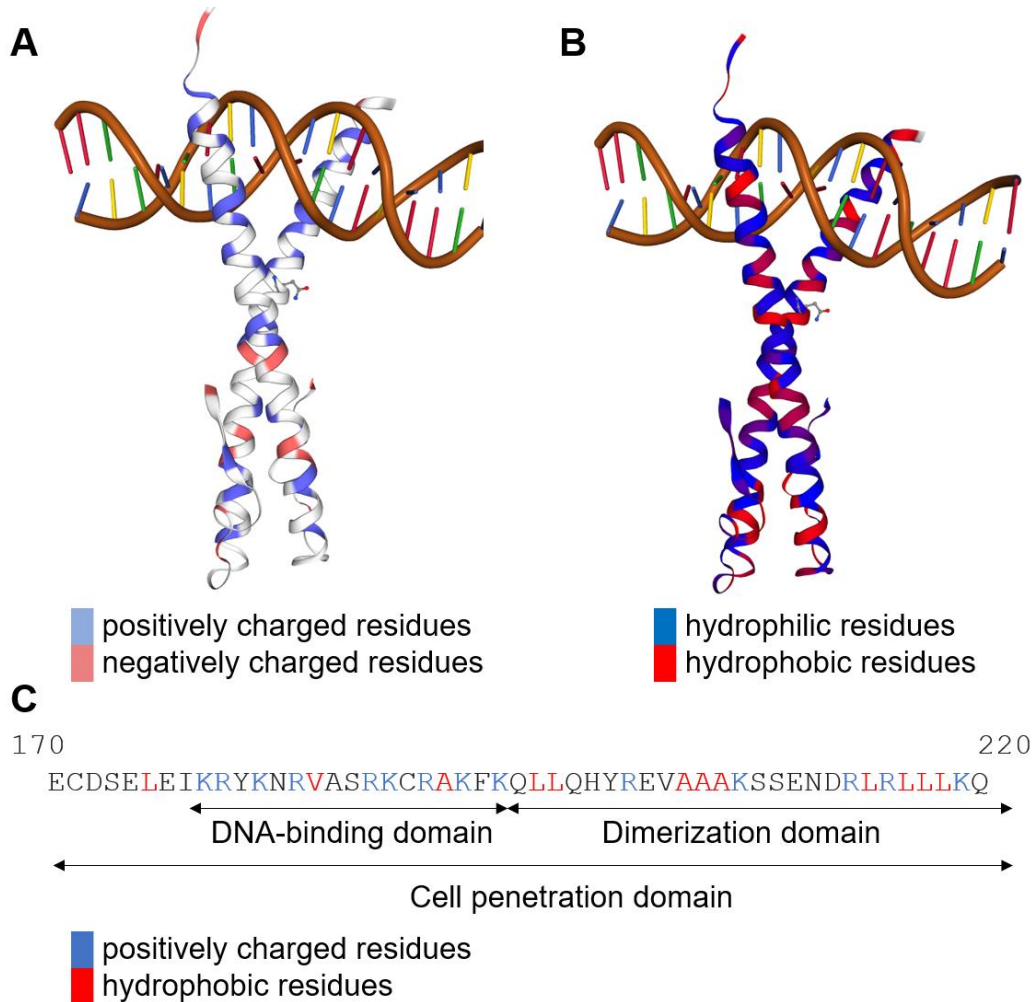 A
B
positively charged residues
negatively charged residues
hydrophilic residues
hydrophobic residues
C
170
220
ECDSELEIKRYKNRVASRKCRAKFKQLLQHYREVAAAKSSENDRLRLLLKQ
DNA-binding domain
Dimerization domain
Cell penetration domain
positively charged residues
hydrophobic residues